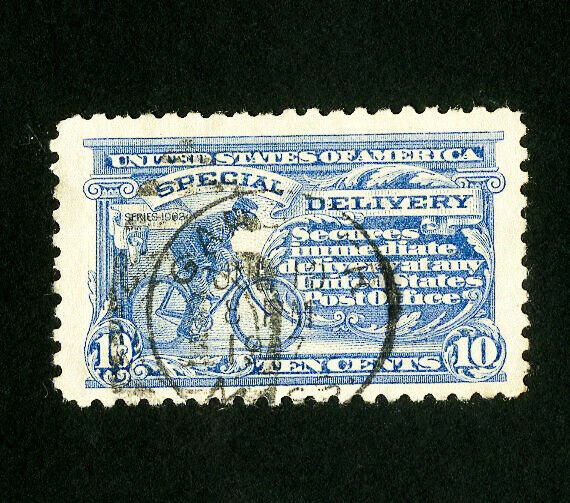 UNITED STATES OF AMERICA
SPECIAL
DELIVERY
SERIES 1902
Secures
immediate
delivery at any
United States
Post Office
10
TEN CENTS
10